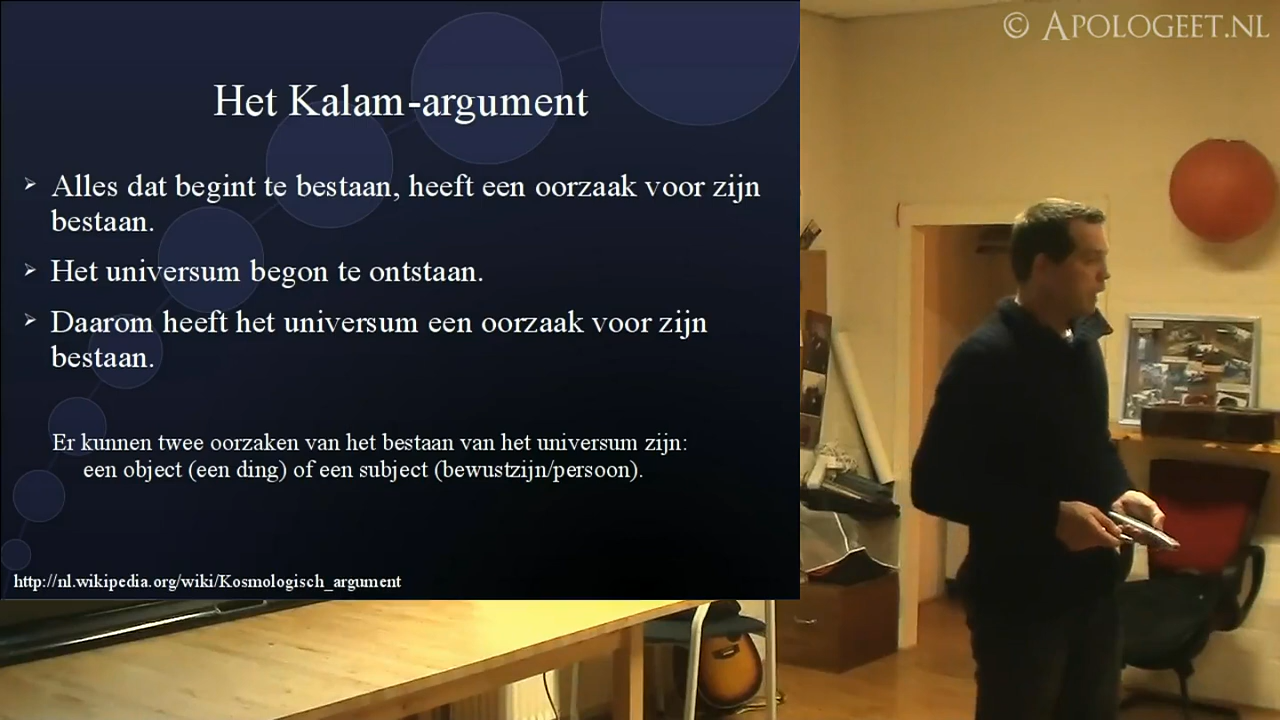 © Apologeet.nl
Het Kalam-argument
Alles dat begint te bestaan, heeft een oorzaak voor zijn
bestaan.
Het universum begon te ontstaan.
Daarom heeft het universum een oorzaak voor zijn
bestaan.
Er kunnen twee oorzaken van het bestaan van het universum zijn:
een object (een ding) of een subject (bewustzijn/persoon).
http://nl.wikipedia.org/wiki/Kosmologisch_argument